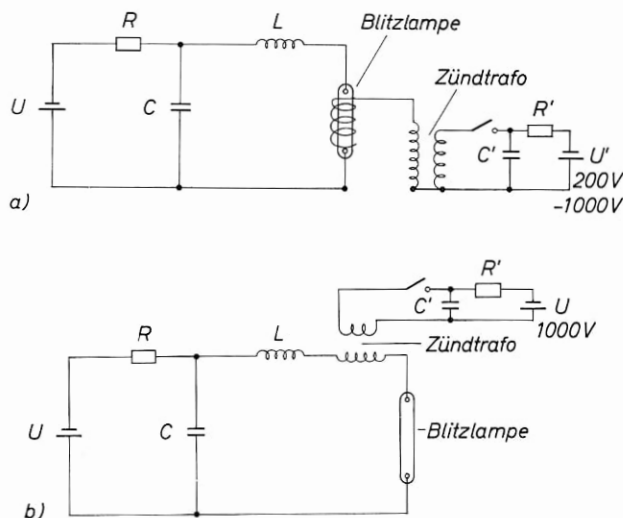 Blitzlampe
R
L
Zündtrafo
U
C
R'
C'
U'
200V
-1000V
a)
R'
C'
U
1000V
R
L
Zündtrafo
U
C
Blitzlampe
b)